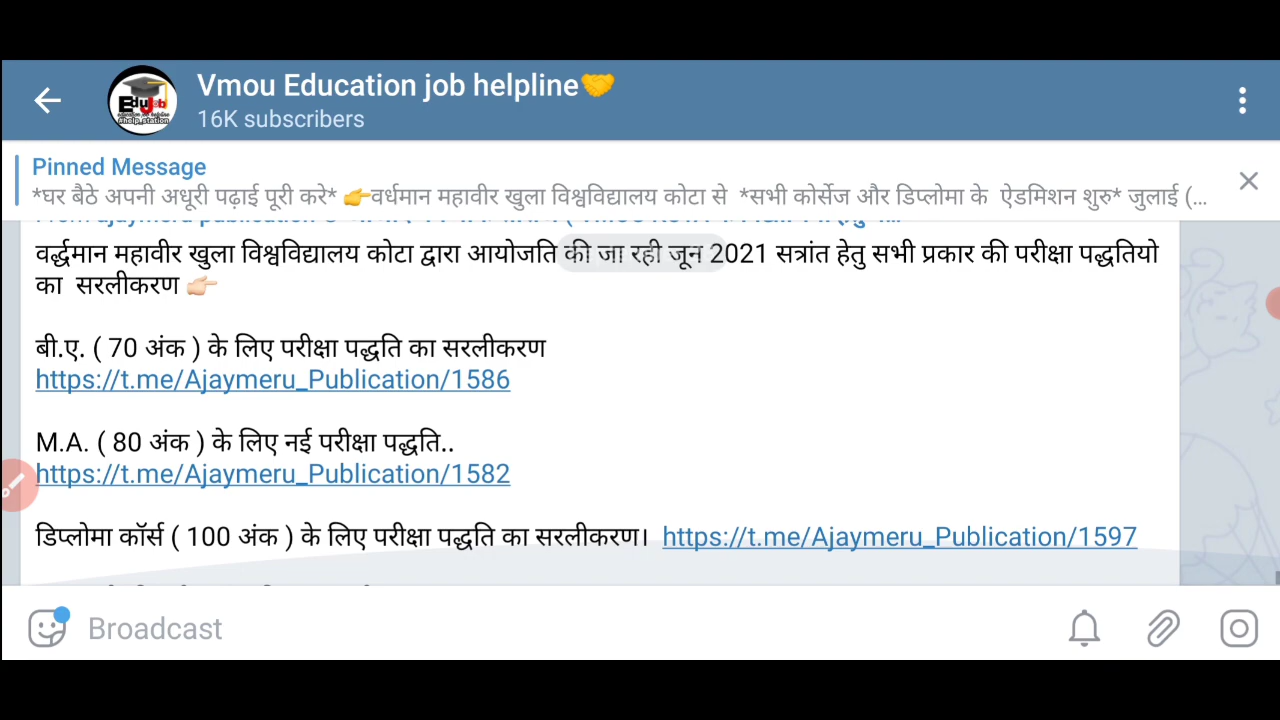 Vmou Education job helpline🤝
16K subscribers
EduJob
Pinned Message
*घर बैठे अपनी अधूरी पढ़ाई पूरी करे* 👉वर्धमान महावीर खुला विश्वविद्यालय कोटा से *सभी कोर्सेज और डिप्लोमा के ऐडमिशन शुरु* जुलाई (...
वर्द्धमान महावीर खुला विश्वविद्यालय कोटा द्वारा आयोजति की जा रही जून 2021 सत्रांत हेतु सभी प्रकार की परीक्षा पद्धतियो
का सरलीकरण 👉🏻
बी.ए. ( 70 अंक ) के लिए परीक्षा पद्धति का सरलीकरण
https://t.me/Ajaymeru_Publication/1586
M.A. ( 80 अंक ) के लिए नई परीक्षा पद्धति..
https://t.me/Ajaymeru_Publication/1582
डिप्लोमा कॉर्स ( 100 अंक ) के लिए परीक्षा पद्धति का सरलीकरण। https://t.me/Ajaymeru_Publication/1597
Broadcast